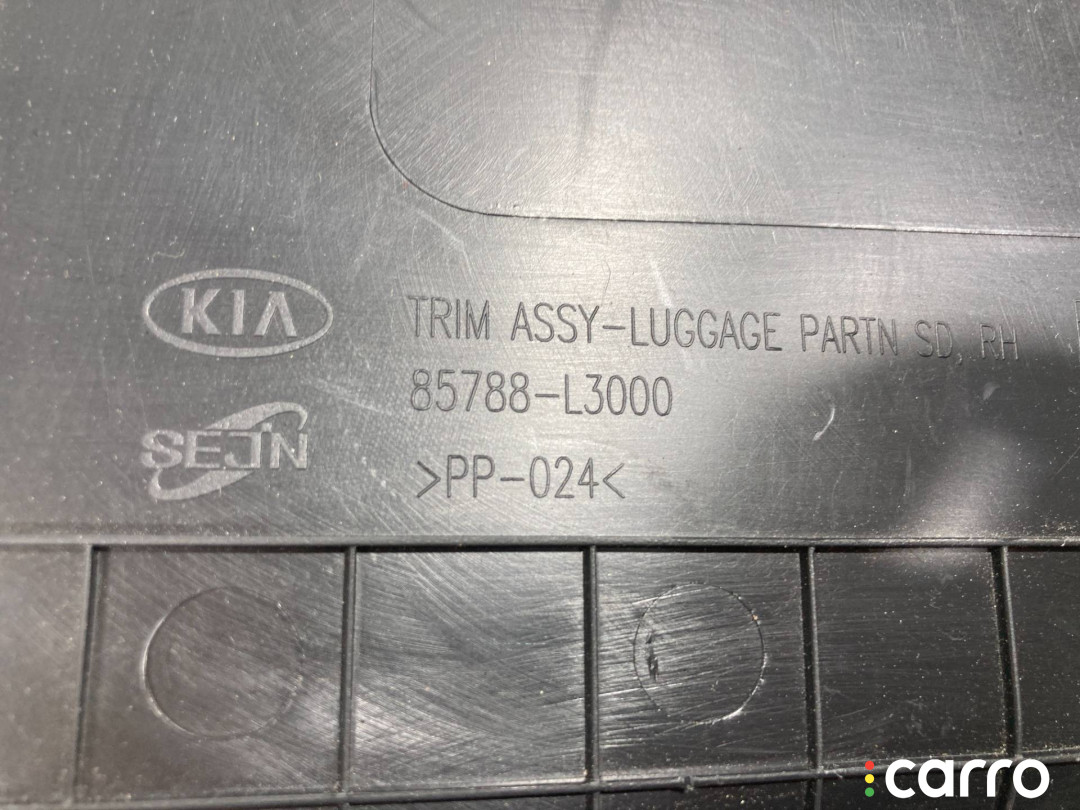 KIA
TRIM ASSY-LUGGAGE PARTN SD, RH
85788-L3000
SEJIN
>PP-024<
carro